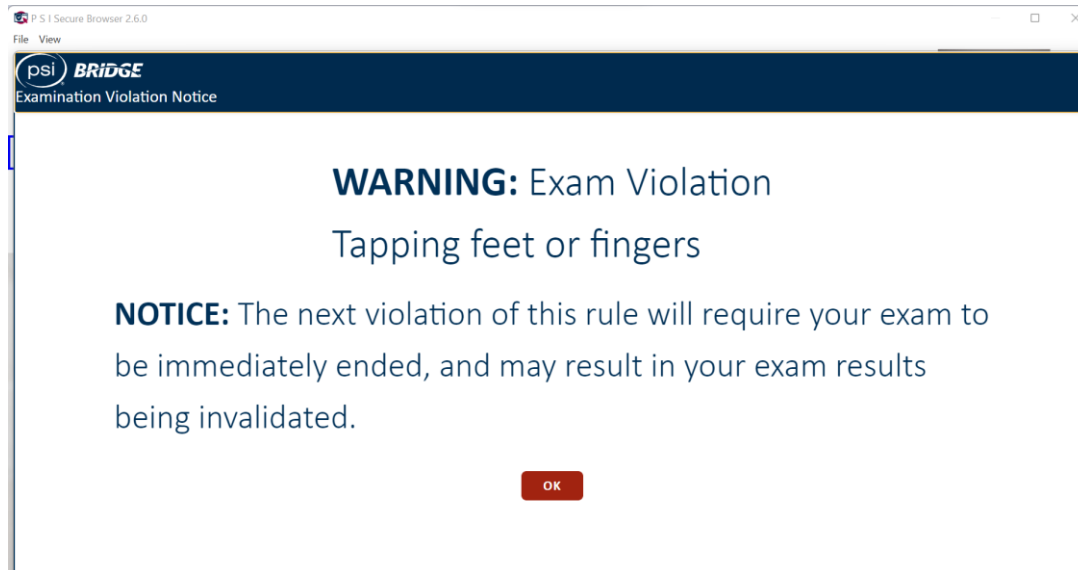 P S I Secure Browser 2.6.0
File View
psi BRIDGE
Examination Violation Notice
WARNING: Exam Violation
Tapping feet or fingers
NOTICE: The next violation of this rule will require your exam to
be immediately ended, and may result in your exam results
being invalidated.
OK